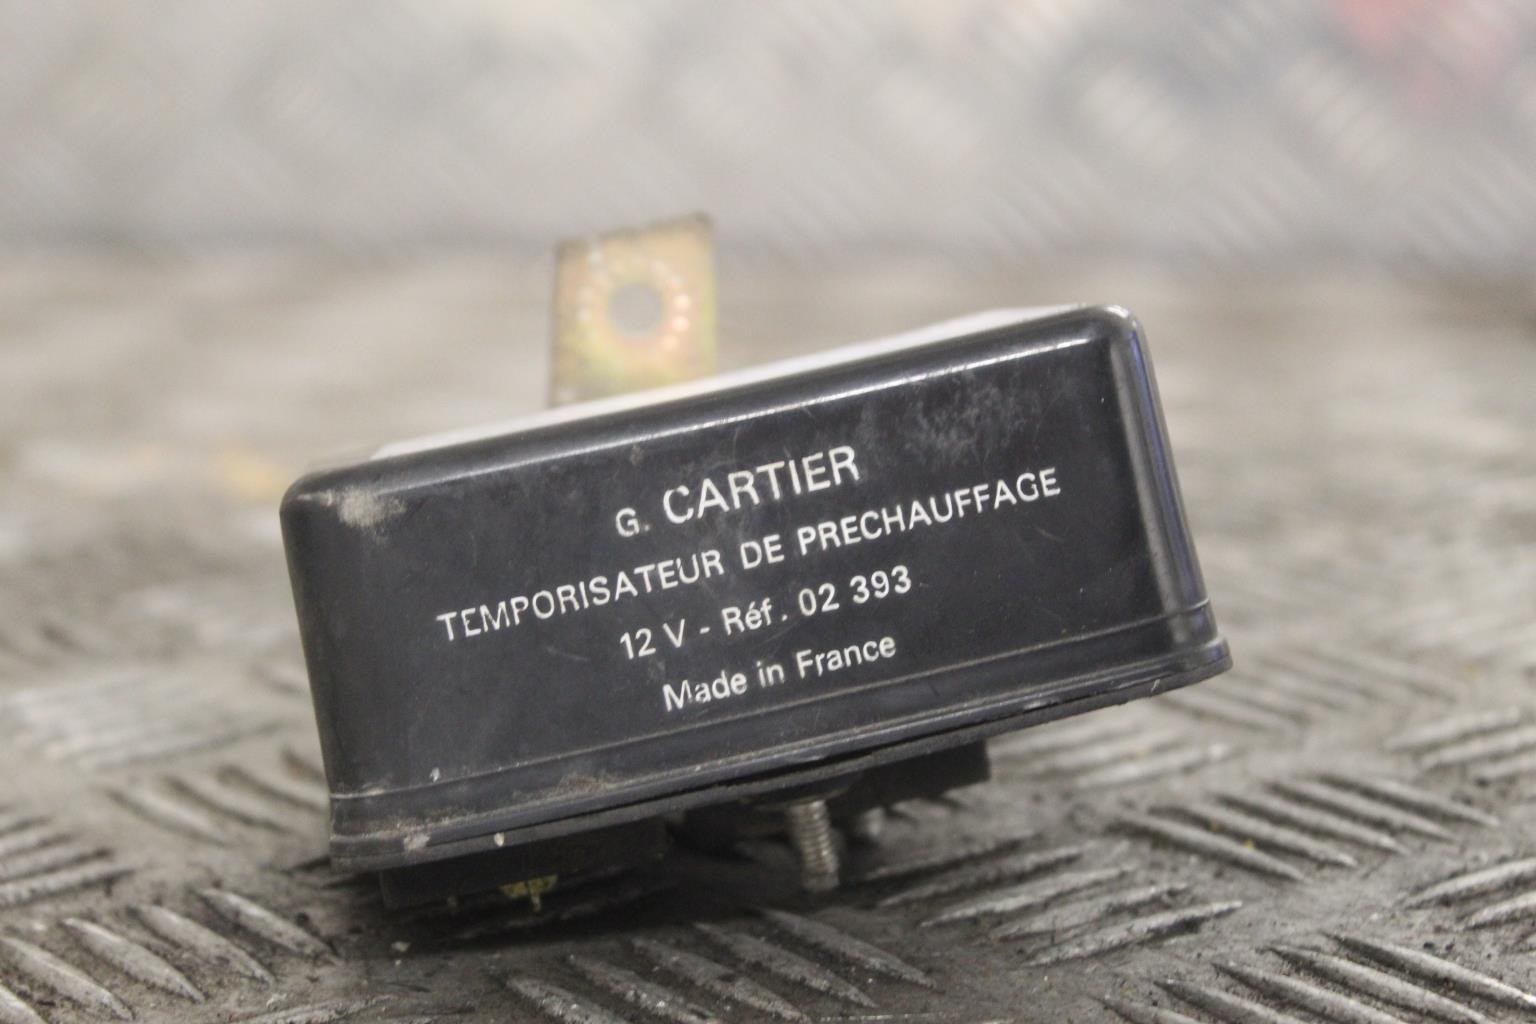 G. CARTIER
TEMPORISATEUR DE PRECHAUFFAGE
12 V - Réf. 02 393
Made in France